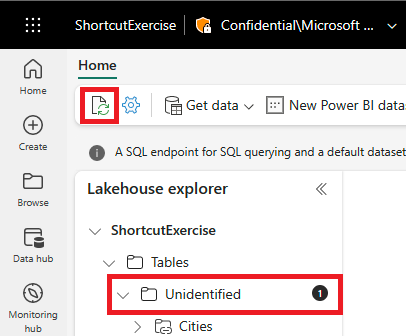 ShortcutExercise
Confidential\Microsoft ...
Home
Home
Get data
New Power BI datas
A SQL endpoint for SQL querying and a default dataset
Create
Lakehouse explorer
Browse
ShortcutExercise
Data hub
Tables
Unidentified 1
Monitoring
hub
Cities